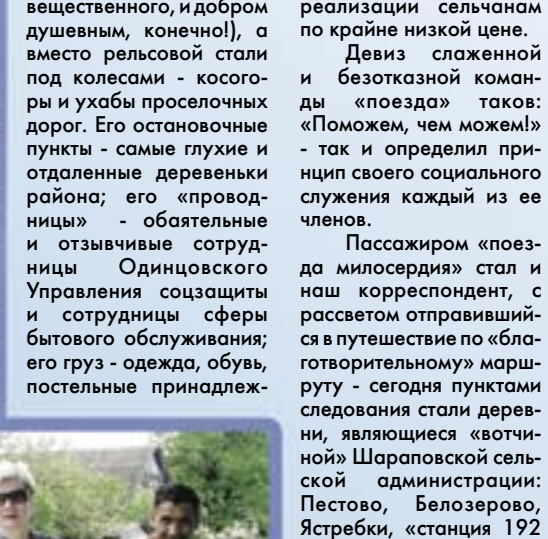 вещественного, и добром
душевным, конечно!), а
вместо рельсовой стали
под колесами - косого-
ры и ухабы проселочных
дорог. Его остановочные
пункты - самые глухие и
отдаленные деревеньки
района; его «провод-
ницы» - обаятельные
и отзывчивые сотруд-
ницы Одинцовского
Управления соцзащиты
и сотрудницы сферы
бытового обслуживания;
его груз - одежда, обувь,
постельные принадлеж-
реализации сельчанам
по крайне низкой цене.
Девиз слаженной
и безотказной коман-
ды «поезда» таков:
«Поможем, чем можем!»
- так и определил при-
нцип своего социального
служения каждый из ее
членов.
Пассажиром «поез-
да милосердия» стал и
наш корреспондент, с
рассветом отправивший-
ся в путешествие по «бла-
готворительному» марш-
руту - сегодня пунктами
следования стали дерев-
ни, являющиеся «вотчи-
ной» Шараповской сель-
ской администрации:
Пестово, Белозерово,
Ястребки, «станция 192